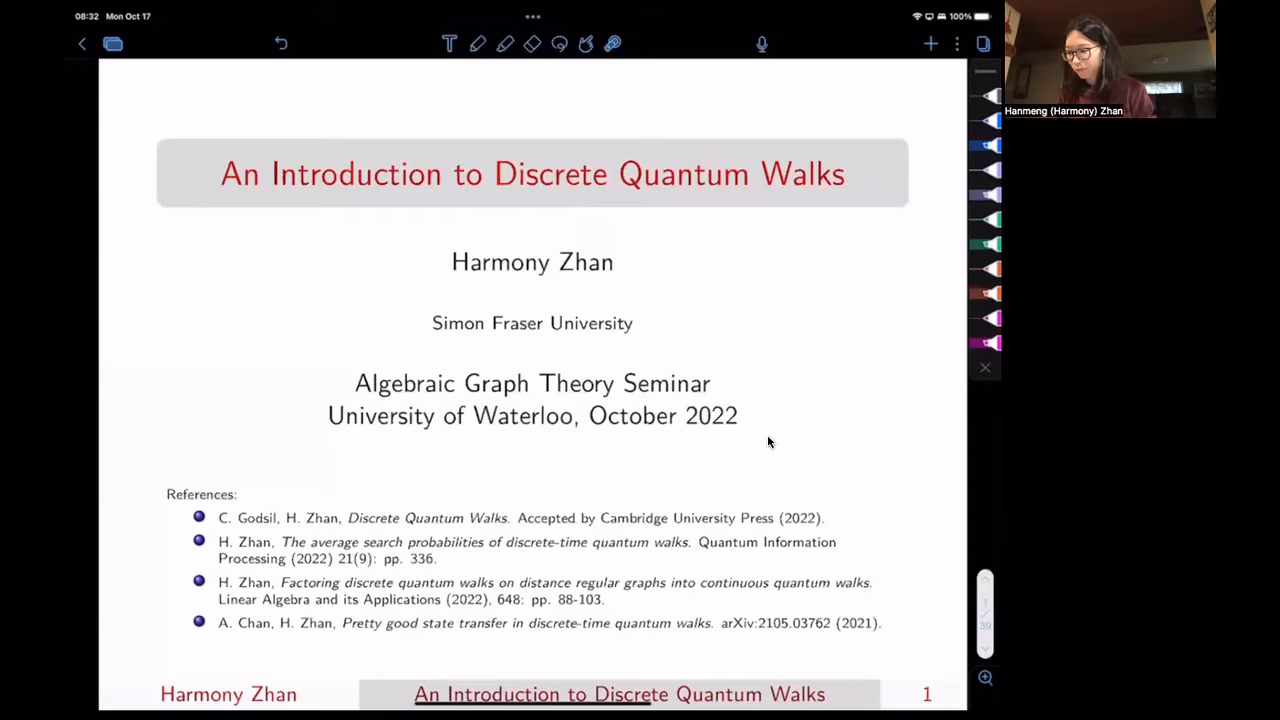 08:32 Mon Oct 17
100%
An Introduction to Discrete Quantum Walks
Harmony Zhan
Simon Fraser University
Algebraic Graph Theory Seminar
University of Waterloo, October 2022
References:
C. Godsil, H. Zhan, Discrete Quantum Walks. Accepted by Cambridge University Press (2022).
H. Zhan, The average search probabilities of discrete-time quantum walks. Quantum Information
Processing (2022) 21(9): pp. 336.
H. Zhan, Factoring discrete quantum walks on distance regular graphs into continuous quantum walks.
Linear Algebra and its Applications (2022), 648: pp. 88-103.
A. Chan, H. Zhan, Pretty good state transfer in discrete-time quantum walks. arXiv:2105.03762 (2021).
Harmony Zhan
An Introduction to Discrete Quantum Walks
1
1
/
39
Hanmeng (Harmony) Zhan